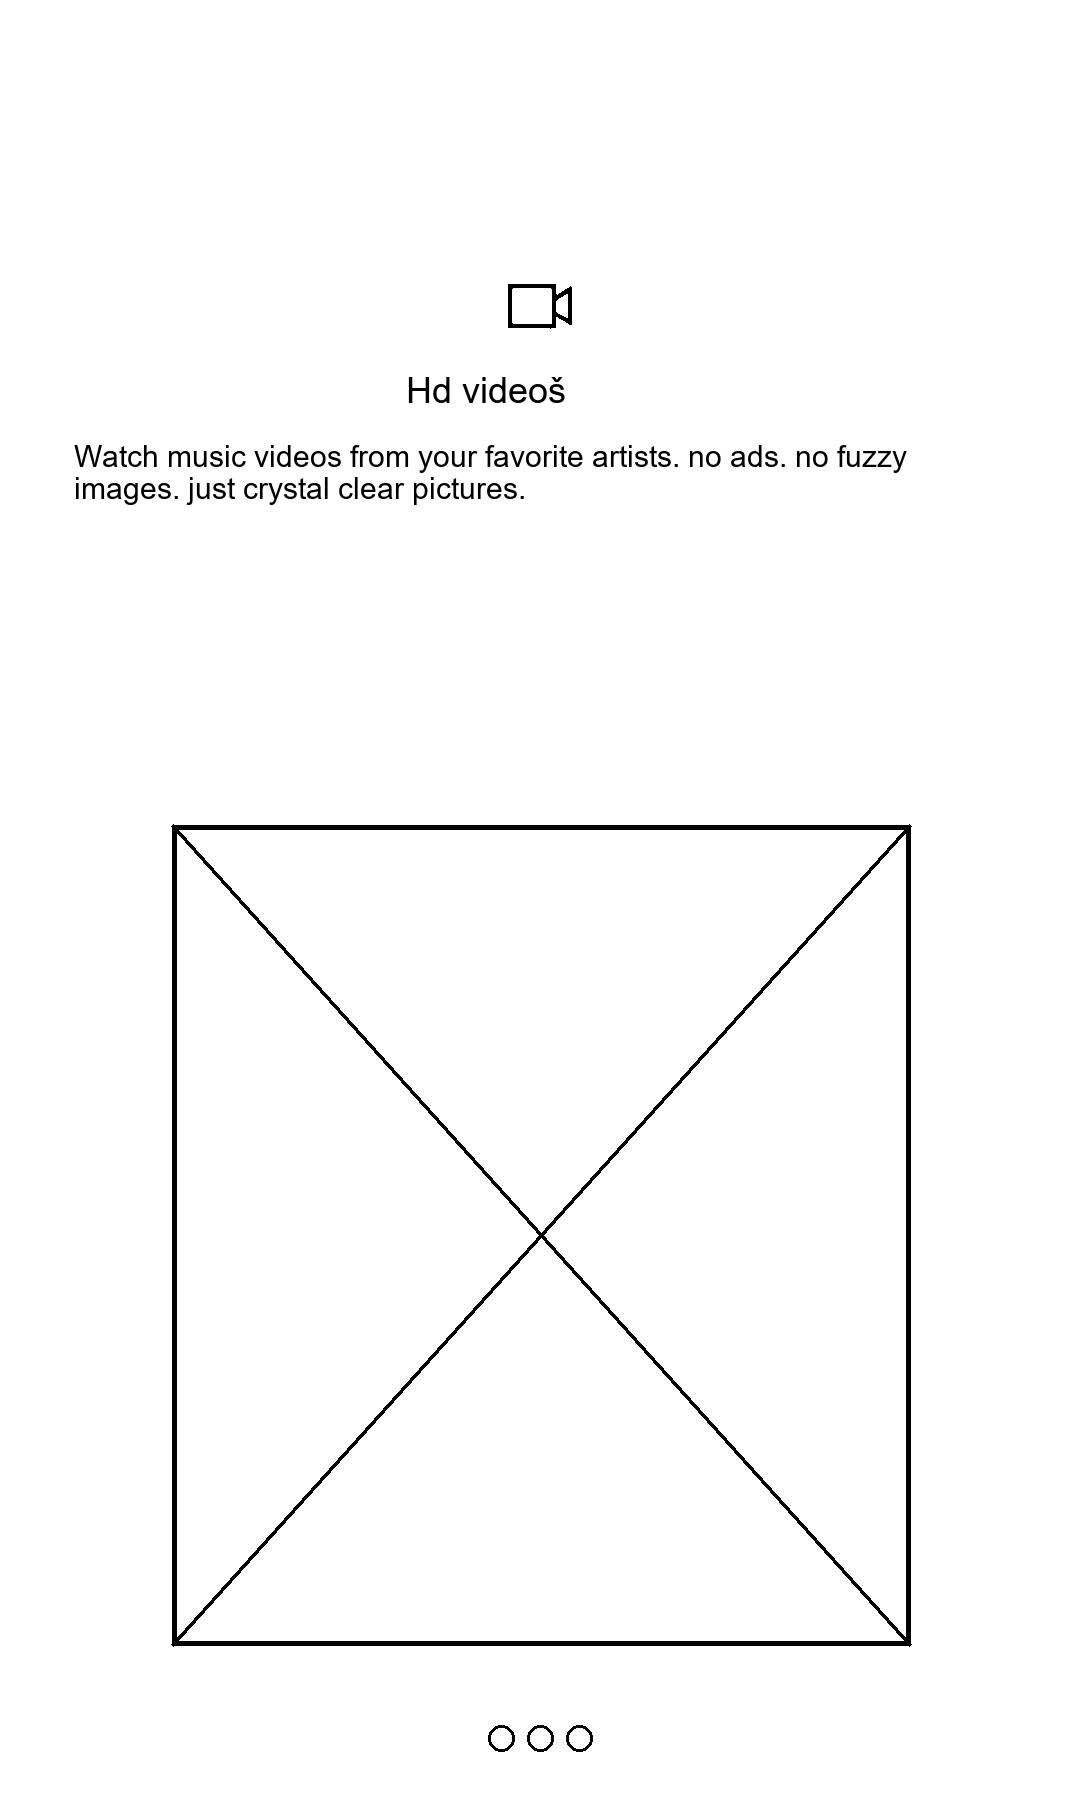 Hd videoš
Watch music videos from your favorite artists. no ads. no fuzzy
images. just crystal clear pictures.